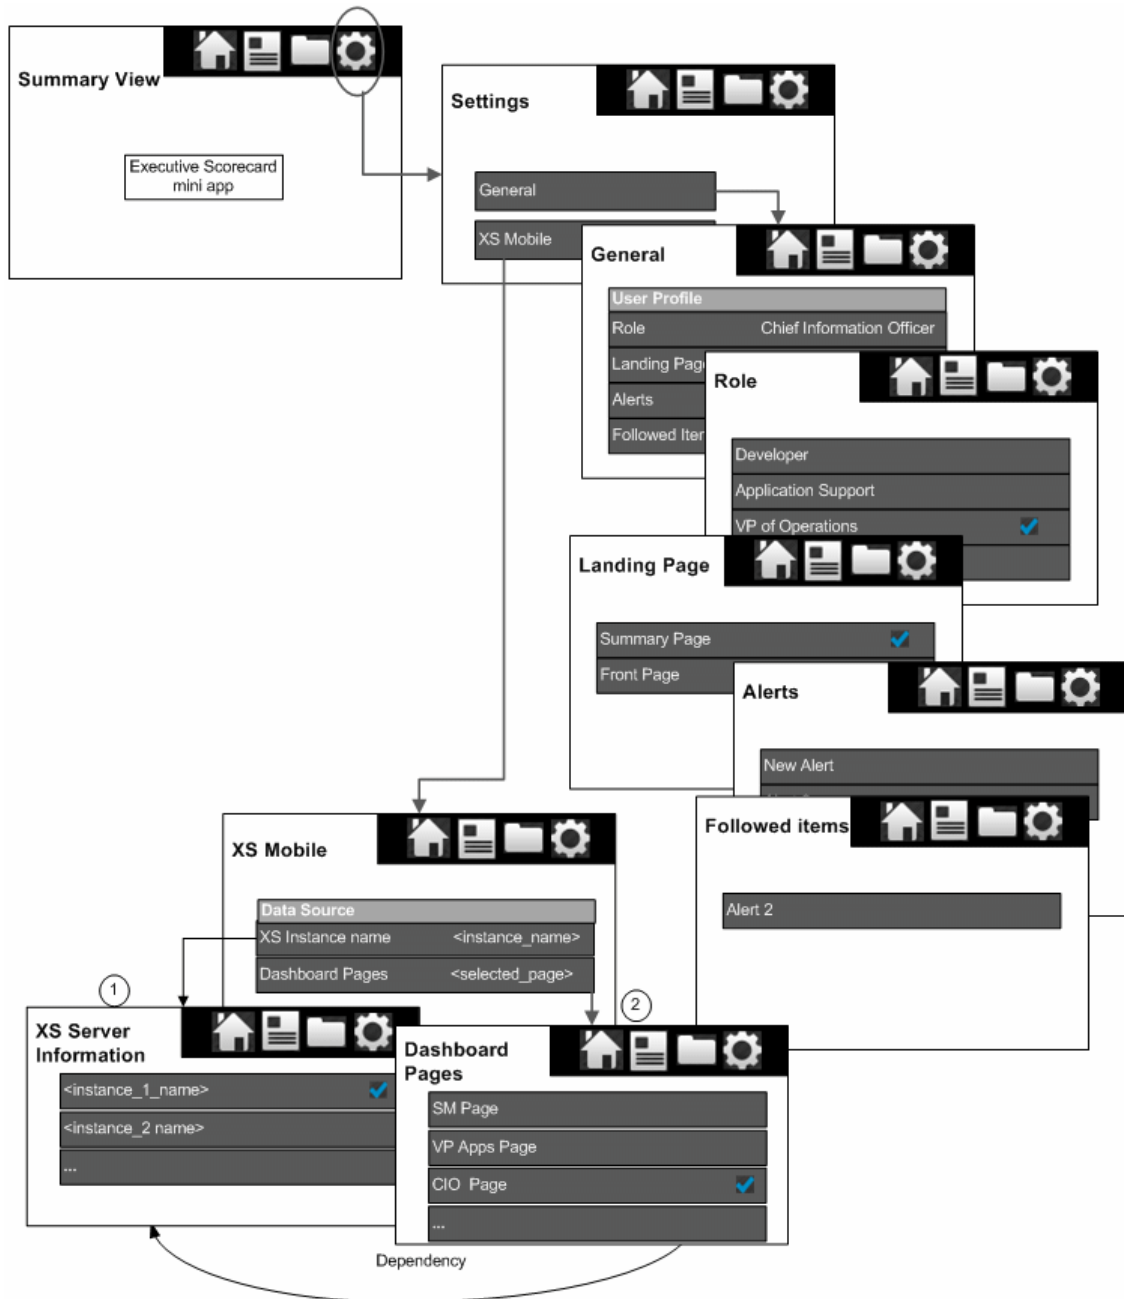 Summary View
Executive Scorecard
mini app
Settings
General
XS Mobile
General
User Profile
Role Chief Information Officer
Landing Pag
Alerts
Followed Iter
Role
Developer
Application Support
VP of Operations
Landing Page
Summary Page
Front Page
Alerts
New Alert
Followed items
Alert 2
XS Mobile
Data Source
XS Instance name <instance_name>
Dashboard Pages <selected_page>
1
2
XS Server
Information
<instance_1_name>
<instance_2 name>
...
Dashboard
Pages
SM Page
VP Apps Page
CIO Page
...
Dependency